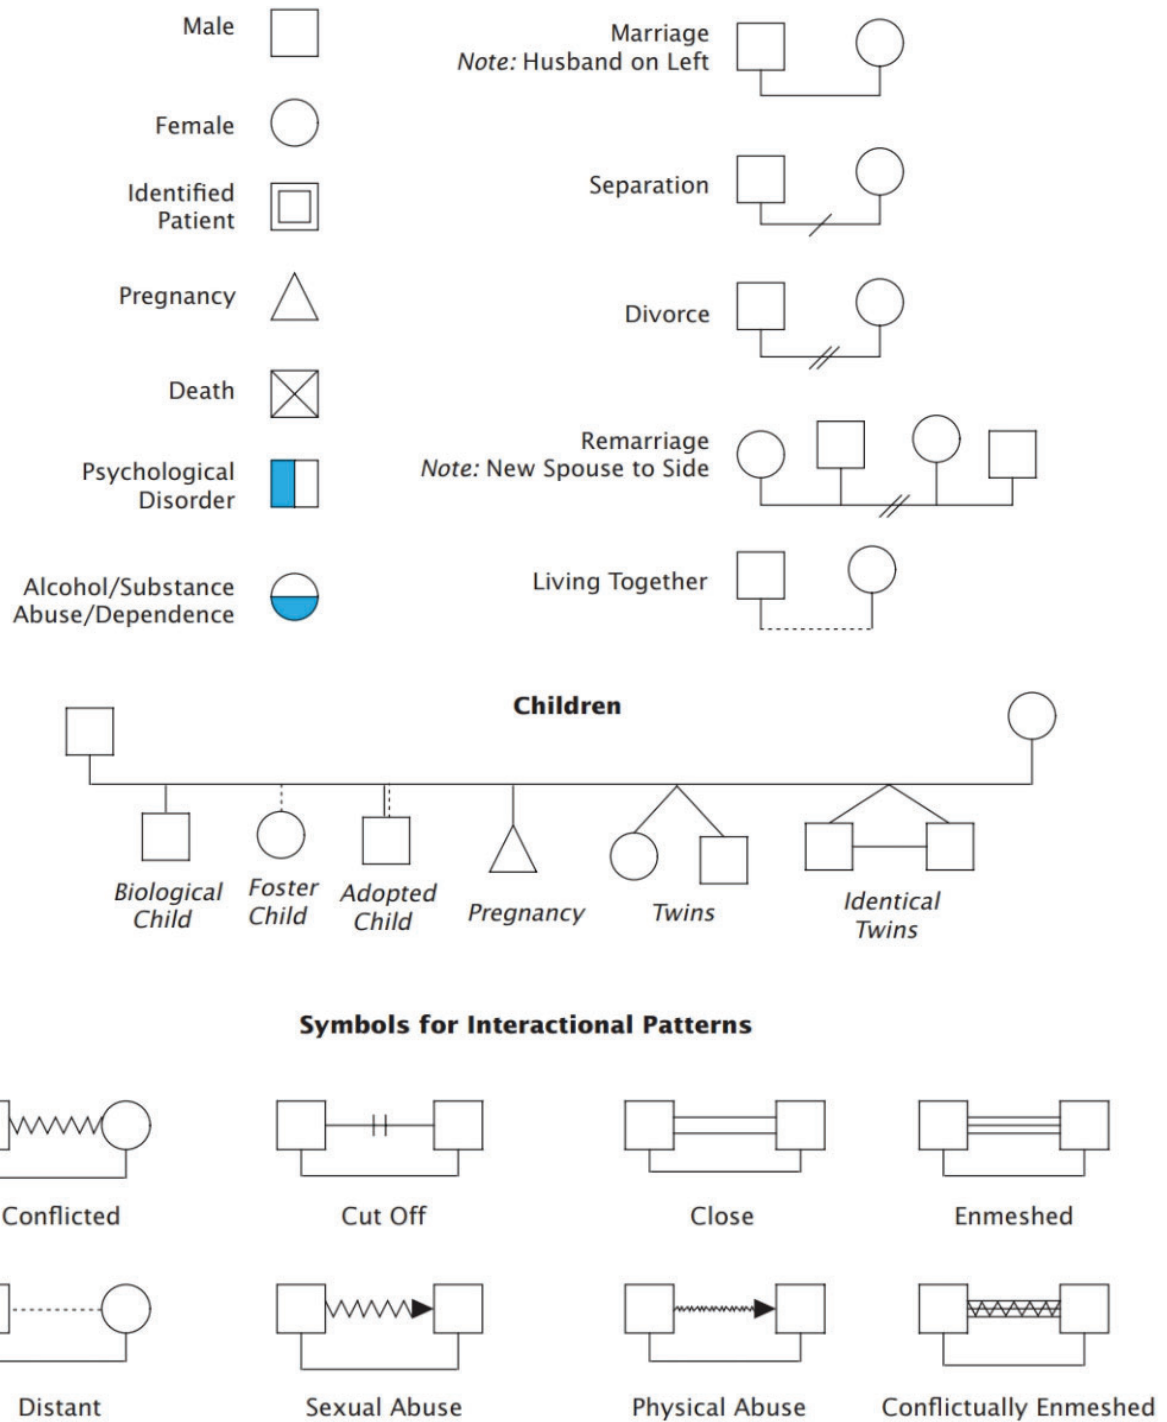 Male
Female
Identified
Patient
Pregnancy
Death
Psychological
Disorder
Alcohol/Substance
Abuse/Dependence
Marriage
Note: Husband on Left
Separation
Divorce
Remarriage
Note: New Spouse to Side
Living Together
Children
Biological
Child
Foster
Child
Adopted
Child
Pregnancy
Twins
Identical
Twins
Symbols for Interactional Patterns
Conflicted
Cut Off
Close
Enmeshed
Distant
Sexual Abuse
Physical Abuse
Conflictually Enmeshed